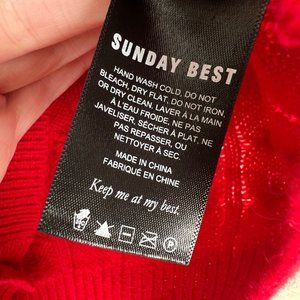 SUNDAY BEST
HAND WASH COLD, DO NOT
BLEACH, DRY FLAT, DO NOT IRON,
OR DRY CLEAN. LAVER À LA MAIN
À L'EAU FROIDE, NE PAS
JAVELISER, SÉCHER À PLAT, NE
PAS REPASSER, OU
NETTOYER À SEC.
MADE IN CHINA
FABRIQUÉ EN CHINE
Keep me at my best.